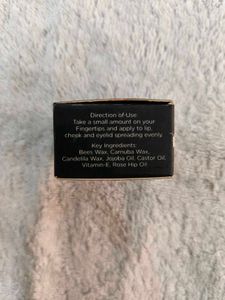 Direction of Use:
Take a small amount on your
Fingertips and apply to lip,
cheek and eyelid spreading evenly.
Key Ingredients:
Bees Wax, Carnuba Wax,
Candelila Wax, Jojoba Oil, Castor Oil,
Vitamin-E, Rose Hip Oil